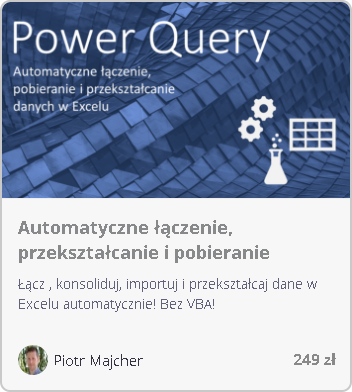 Power Query
Automatyczne łączenie,
pobieranie i przekształcanie
danych w Excelu
Automatyczne łączenie,
przekształcanie i pobieranie
Łącz , konsoliduj, importuj i przekształcaj dane w
Excelu automatycznie! Bez VBA!
Piotr Majcher
249 zł